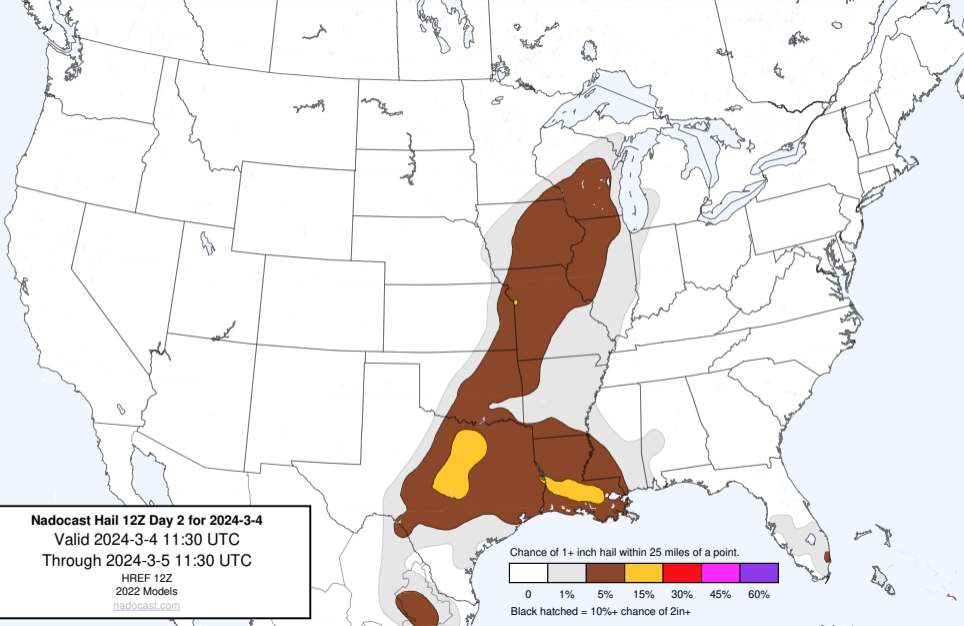 Nadocast Hail 12Z Day 2 for 2024-3-4
Valid 2024-3-4 11:30 UTC
Through 2024-3-5 11:30 UTC
HREF 12Z
2022 Models
nadocast.com
Chance of 1+ inch hail within 25 miles of a point.
0 1% 5% 15% 30% 45% 60%
Black hatched = 10%+ chance of 2in+